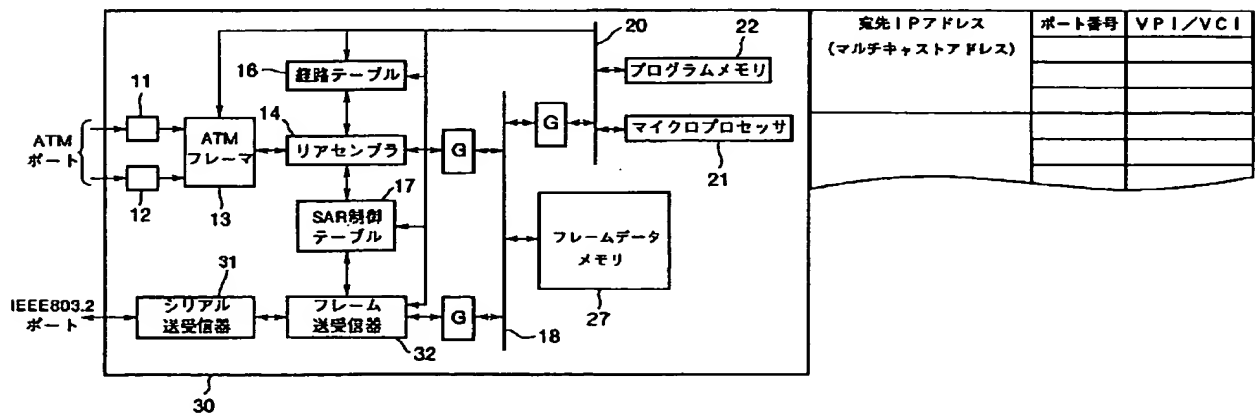 11
ATM
ポート
12
ATM
フレーマ
13
16
経路テーブル
14
リアセンブラ
17
SAR制御
テーブル
IEEE803.2
ポート
31
シリアル
送受信器
フレーム
送受信器
32
G
G
G
18
20
22
プログラムメモリ
マイクロプロセッサ
21
フレームデータ
メモリ
27
30
宛先IPアドレス
(マルチキャストアドレス)
ポート番号
VPI/VCI